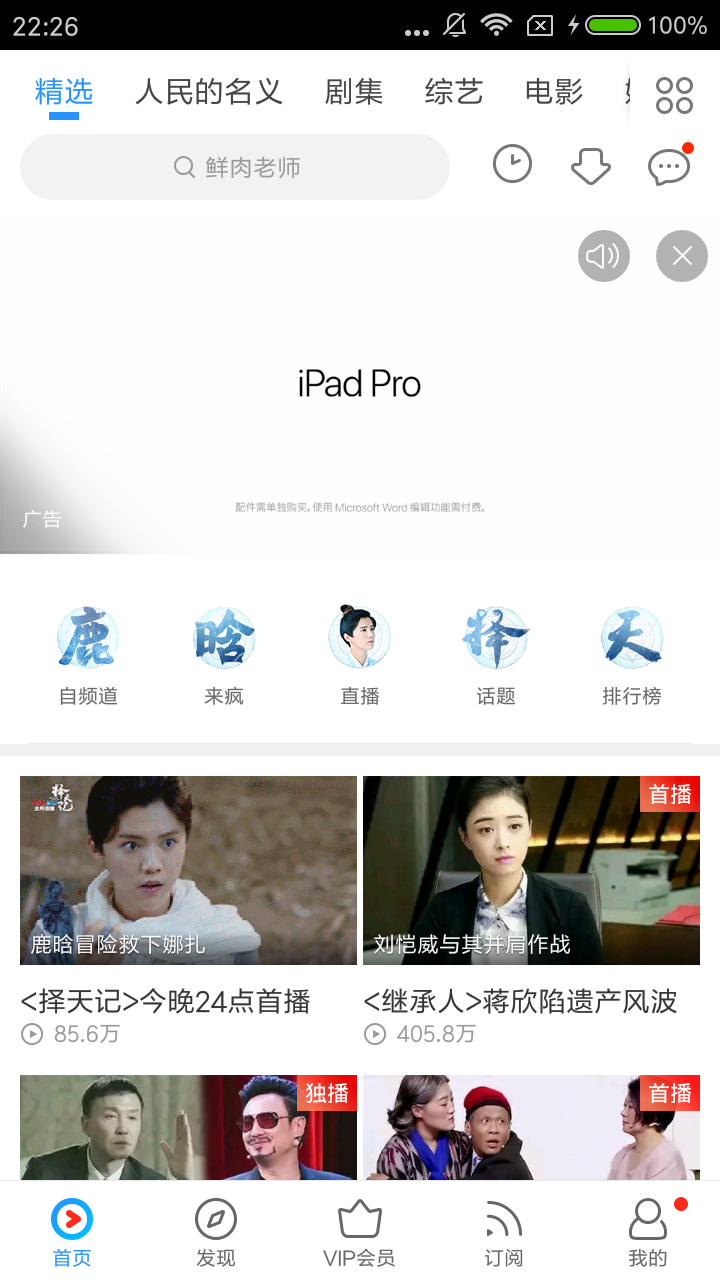 22:26
100%
精选 人民的名义 剧集 综艺 电影
鲜肉老师
iPad Pro
配件需单独购买。使用 Microsoft Word 编辑功能需付费。
广告
鹿 晗 择 天
自频道 来疯 直播 话题 排行榜
首播
鹿晗冒险救下娜扎 刘恺威与其并肩作战
<择天记>今晚24点首播 <继承人>蒋欣陷遗产风波
85.6万 405.8万
独播 首播
首页 发现 VIP会员 订阅 我的